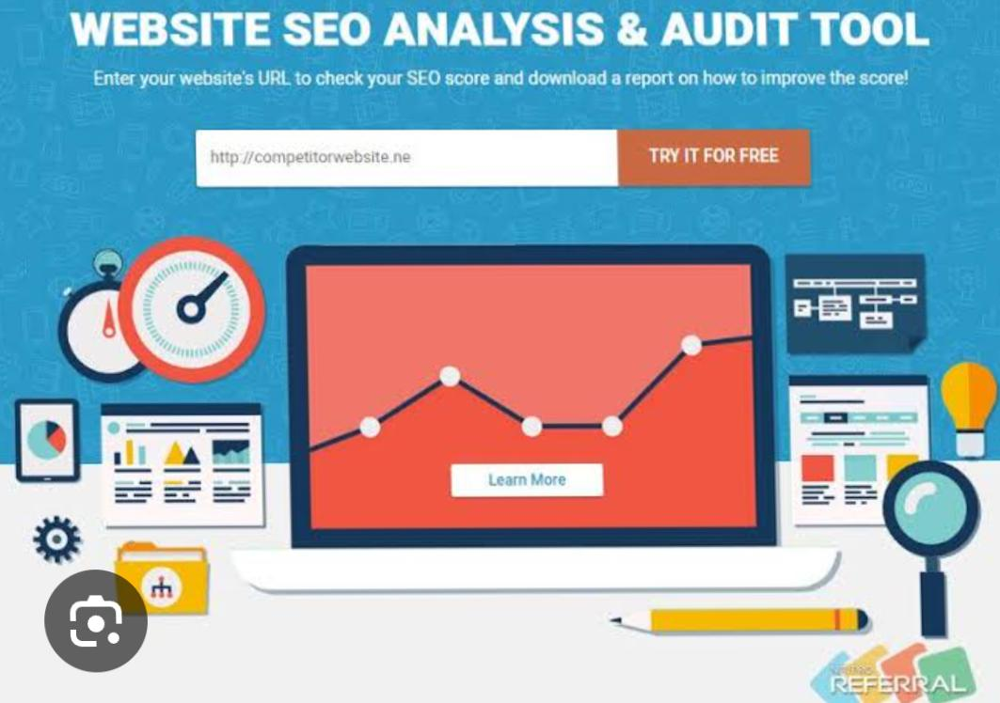 WEBSITE SEO ANALYSIS & AUDIT TOOL
Enter your website's URL to check your SEO score and download a report on how to improve the score!
http://competitorwebsite.ne
TRY IT FOR FREE
Learn More
REFERRAL